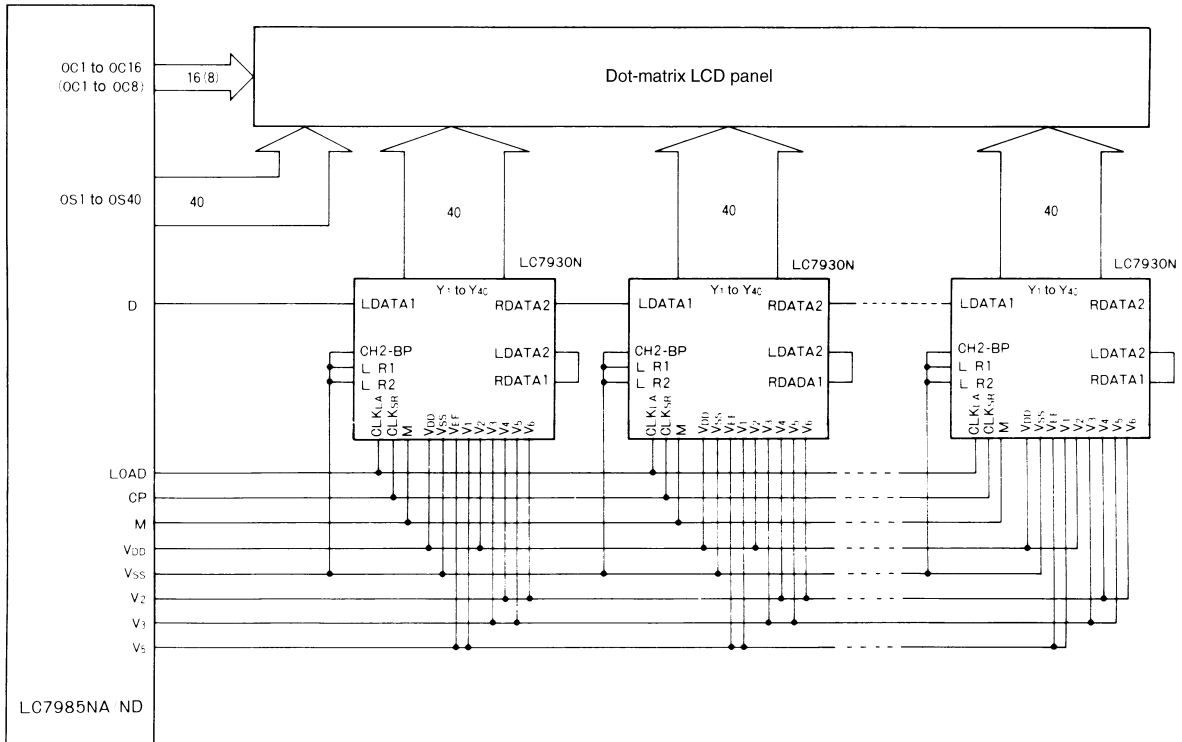 OC1 to OC16
(OC1 to OC8)
16(8)
Dot-matrix LCD panel
OS1 to OS40
40
40
40
40
LC7930N
LC7930N
LC7930N
D
LDATA1
Y1 to Y40
RDATA2
LDATA1
Y1 to Y40
RDATA2
LDATA1
Y1 to Y40
RDATA2
CH2-BP
LDATA2
CH2-BP
LDATA2
CH2-BP
LDATA2
L R1
L R1
L R1
L R2
RDATA1
L R2
RDADA1
L R2
RDATA1
CLKLA CLKSR M VDD VSS VEE V1 V2 V3 V4 V5 V6
CLKLA CLKSR M VDD VSS VEE V1 V2 V3 V4 V5 V6
CLKLA CLKSR M VDD VSS VEE V1 V2 V3 V4 V5 V6
LOAD
CP
M
VDD
VSS
V2
V3
V5
LC7985NA/ND